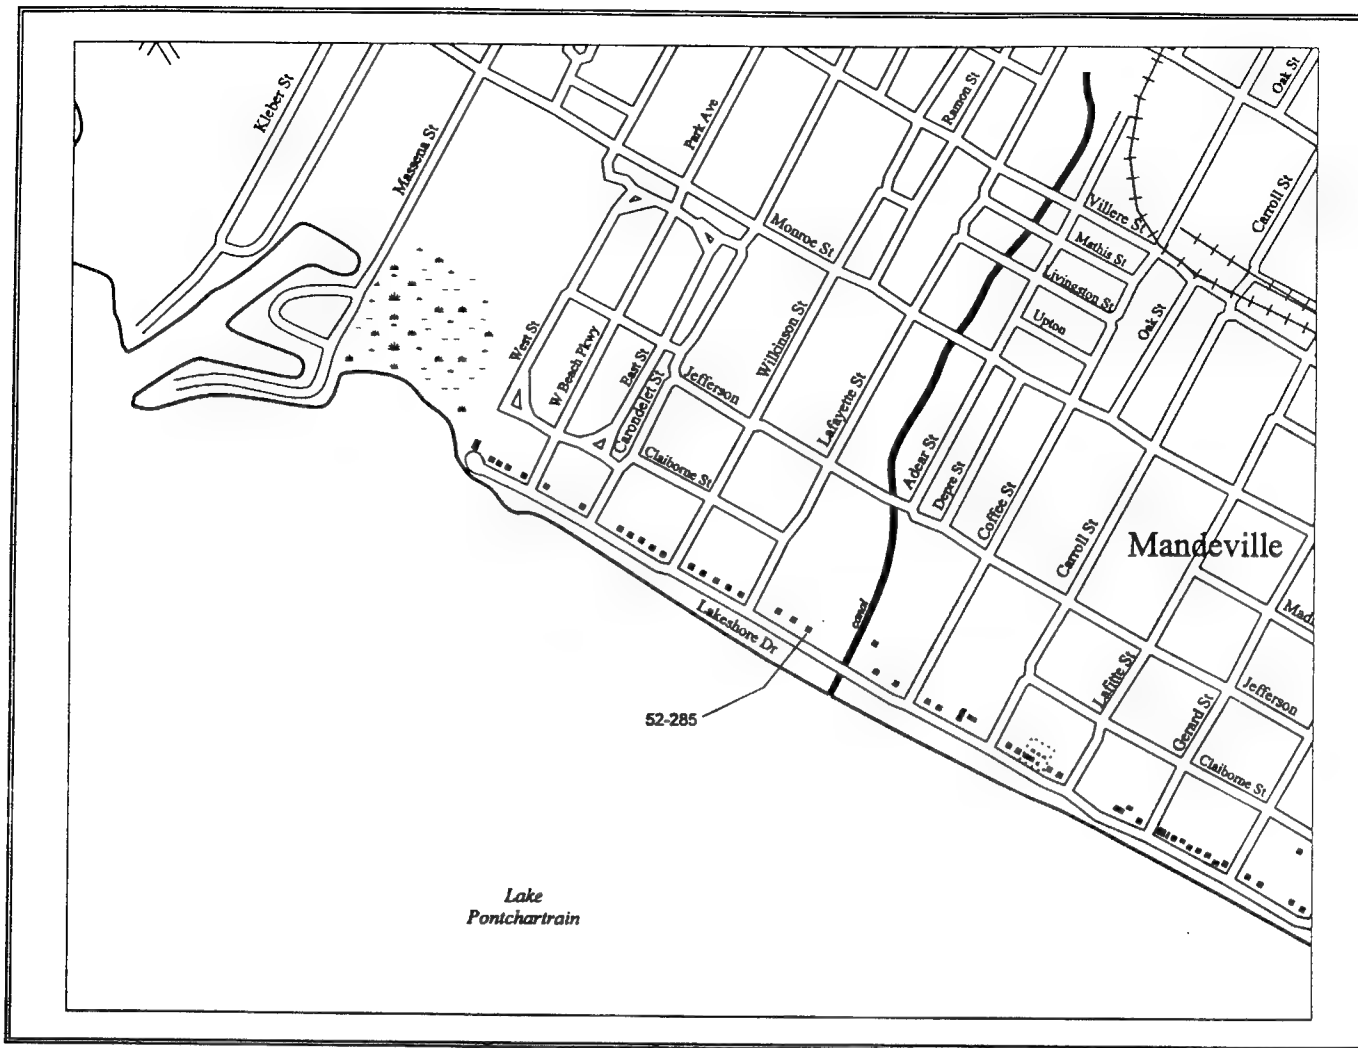 Kleber St
Massena St
Park Ave
Ramon St
Oak St
Carroll St
Villere St
Mathis St
Livingston St
Upton
Oak St
Monroe St
Wilkinson St
Lafayette St
West St
W Beach Pkwy
East St
Carondelet St
Jefferson
Claiborne St
Adear St
Depre St
Coffee St
Carroll St
Mandeville
Lakeshore Dr
canal
Lafitte St
Gerard St
Madi
Jefferson
Claiborne St
52-285
Lake
Pontchartrain